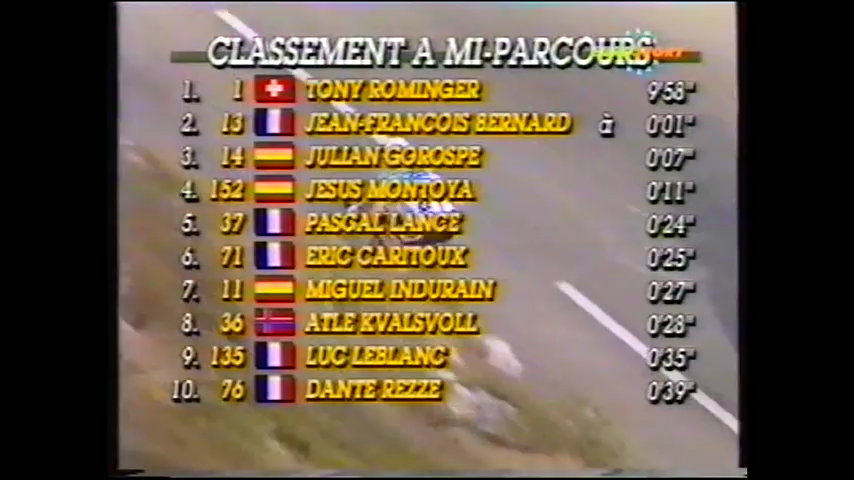 CLASSEMENT A MI-PARCOURS
1. 1 TONY ROMINGER 9'58"
2. 13 JEAN-FRANCOIS BERNARD à 0'01"
3. 14 JULIAN GOROSPE 0'07"
4. 152 JESUS MONTOYA 0'11"
5. 37 PASCAL LANCE 0'24"
6. 71 ERIC CARITOUX 0'25"
7. 11 MIGUEL INDURAIN 0'27"
8. 36 ATLE KVALSVOLL 0'28"
9. 135 LUC LEBLANC 0'35"
10. 76 DANTE REZZE 0'39"